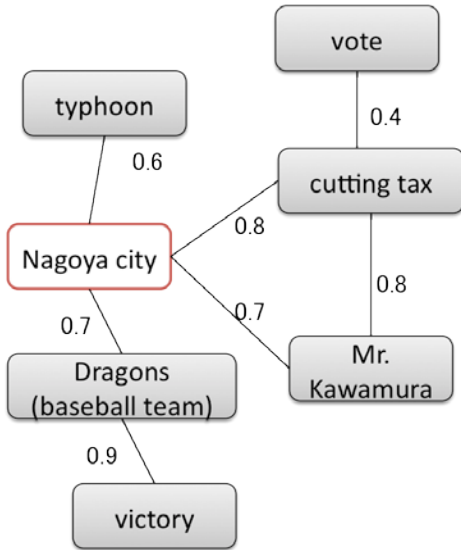 vote
typhoon
0.4
0.6
cutting tax
0.8
Nagoya city
0.8
0.7
0.7
Mr.
Kawamura
Dragons
(baseball team)
0.9
victory